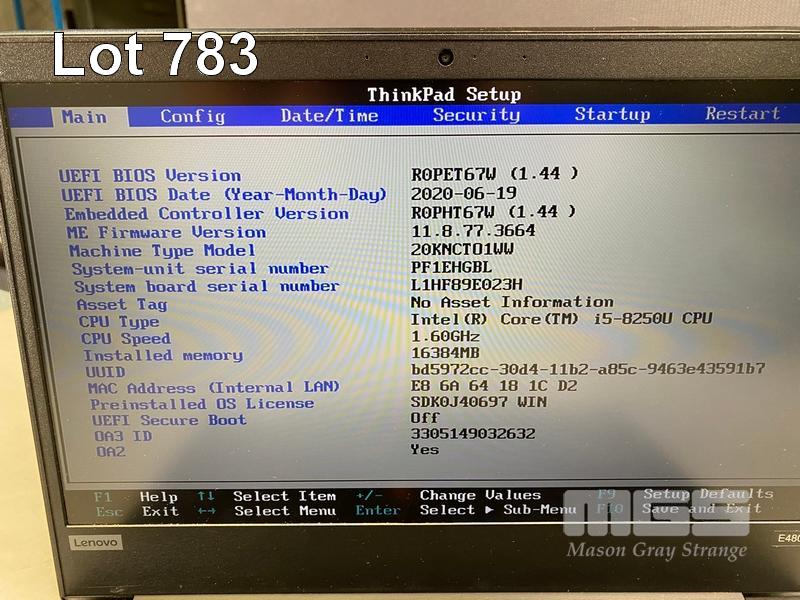 Lot 783
ThinkPad Setup
Main Config Date/Time Security Startup Restart
UEFI BIOS Version R0PET67W (1.44 )
UEFI BIOS Date (Year-Month-Day) 2020-06-19
Embedded Controller Version R0PHT67W (1.44 )
ME Firmware Version 11.8.77.3664
Machine Type Model 20KNCTO1WW
System-unit serial number PF1EHGBL
System board serial number L1HF89E023H
Asset Tag No Asset Information
CPU Type Intel(R) Core(TM) i5-8250U CPU
CPU Speed 1.60GHz
Installed memory 16384MB
UUID bd5972cc-30d4-11b2-a85c-9463e43591b7
MAC Address (Internal LAN) E8 6A 64 18 1C D2
Preinstalled OS License SDK0J40697 WIN
UEFI Secure Boot Off
OA3 ID 3305149032632
OA2 Yes
F1 Help ↑↓ Select Item +/- Change Values F9 Setup Defaults
Esc Exit ←→ Select Menu Enter Select ▶ Sub-Menu F10 Save and Exit
MGS
Mason Gray Strange
Lenovo
E480